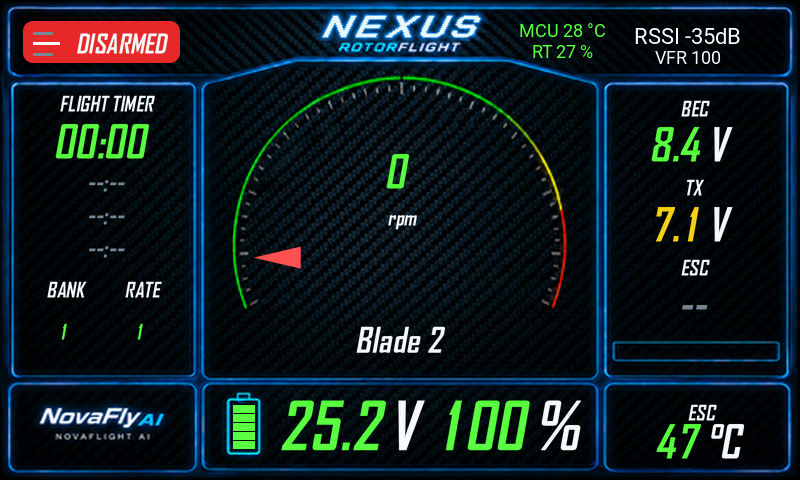 DISARMED
NEXUS
ROTORFLIGHT
MCU 28 °C
RT 27 %
RSSI -35dB
VFR 100
FLIGHT TIMER
00:00
--:--
--:--
--:--
BANK RATE
1 1
0
rpm
Blade 2
BEC
8.4 V
TX
7.1 V
ESC
--
NovaFly AI
NOVAFLIGHT AI
25.2 V 100 %
ESC
47 °C